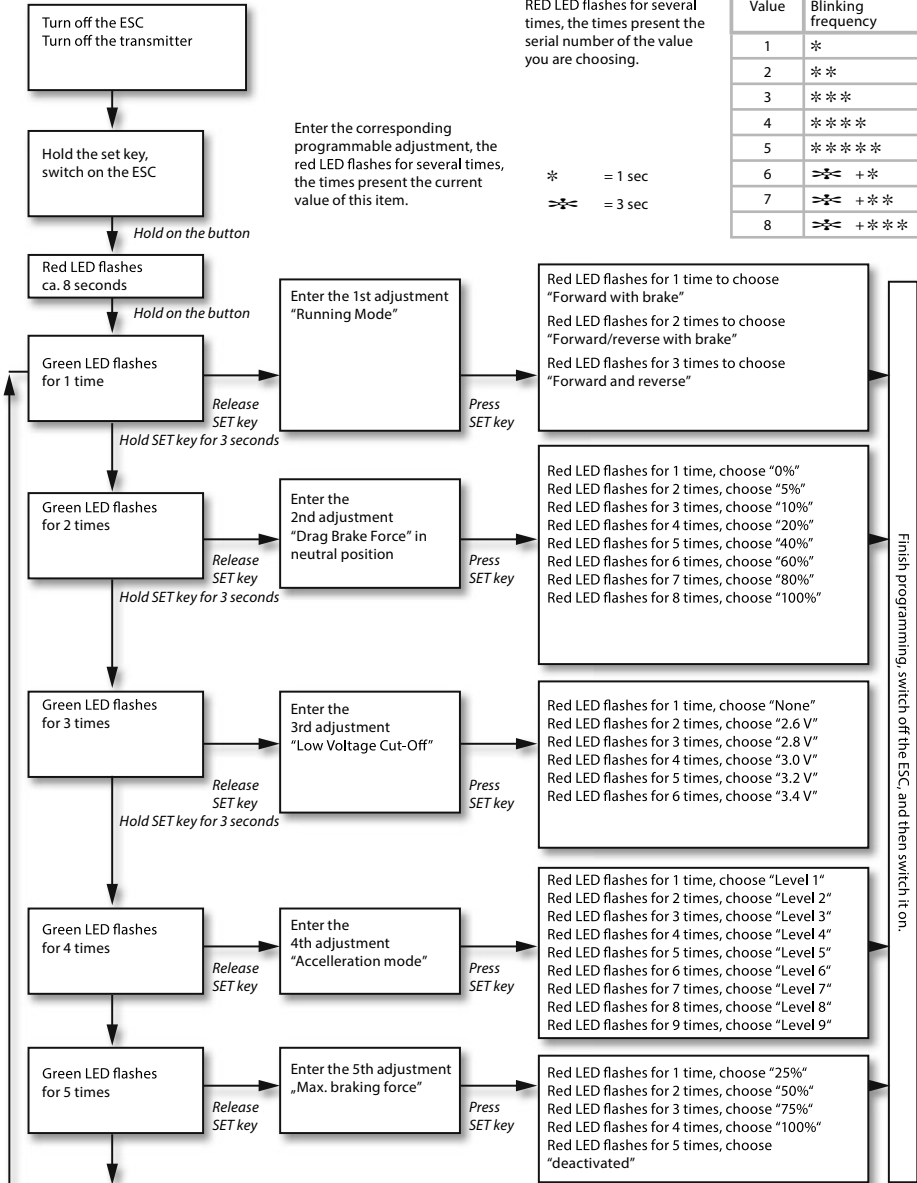 Turn off the ESC
Turn off the transmitter
RED LED flashes for several
times, the times present the
serial number of the value
you are choosing.
Value Blinking
frequency
1 *
2 **
3 ***
4 ****
5 *****
6 >*< +*
7 >*< +**
8 >*< +***
Hold the set key,
switch on the ESC
Enter the corresponding
programmable adjustment, the
red LED flashes for several times,
the times present the current
value of this item.
* = 1 sec
>*< = 3 sec
Hold on the button
Red LED flashes
ca. 8 seconds
Hold on the button
Green LED flashes
for 1 time
Release
SET key
Hold SET key for 3 seconds
Enter the 1st adjustment
“Running Mode”
Press
SET key
Red LED flashes for 1 time to choose
“Forward with brake”
Red LED flashes for 2 times to choose
“Forward/reverse with brake”
Red LED flashes for 3 times to choose
“Forward and reverse”
Green LED flashes
for 2 times
Release
SET key
Hold SET key for 3 seconds
Enter the
2nd adjustment
“Drag Brake Force” in
neutral position
Press
SET key
Red LED flashes for 1 time, choose “0%”
Red LED flashes for 2 times, choose “5%”
Red LED flashes for 3 times, choose “10%”
Red LED flashes for 4 times, choose “20%”
Red LED flashes for 5 times, choose “40%”
Red LED flashes for 6 times, choose “60%”
Red LED flashes for 7 times, choose “80%”
Red LED flashes for 8 times, choose “100%”
Green LED flashes
for 3 times
Release
SET key
Hold SET key for 3 seconds
Enter the
3rd adjustment
“Low Voltage Cut-Off”
Press
SET key
Red LED flashes for 1 time, choose “None”
Red LED flashes for 2 times, choose “2.6 V”
Red LED flashes for 3 times, choose “2.8 V”
Red LED flashes for 4 times, choose “3.0 V”
Red LED flashes for 5 times, choose “3.2 V”
Red LED flashes for 6 times, choose “3.4 V”
Green LED flashes
for 4 times
Release
SET key
Enter the
4th adjustment
“Accelleration mode”
Press
SET key
Red LED flashes for 1 time, choose “Level 1“
Red LED flashes for 2 times, choose “Level 2“
Red LED flashes for 3 times, choose “Level 3“
Red LED flashes for 4 times, choose “Level 4“
Red LED flashes for 5 times, choose “Level 5“
Red LED flashes for 6 times, choose “Level 6“
Red LED flashes for 7 times, choose “Level 7“
Red LED flashes for 8 times, choose “Level 8“
Red LED flashes for 9 times, choose “Level 9“
Green LED flashes
for 5 times
Release
SET key
Enter the 5th adjustment
„Max. braking force”
Press
SET key
Red LED flashes for 1 time, choose “25%“
Red LED flashes for 2 times, choose “50%“
Red LED flashes for 3 times, choose “75%“
Red LED flashes for 4 times, choose “100%“
Red LED flashes for 5 times, choose
“deactivated”
Finish programming, switch off the ESC, and then switch it on.